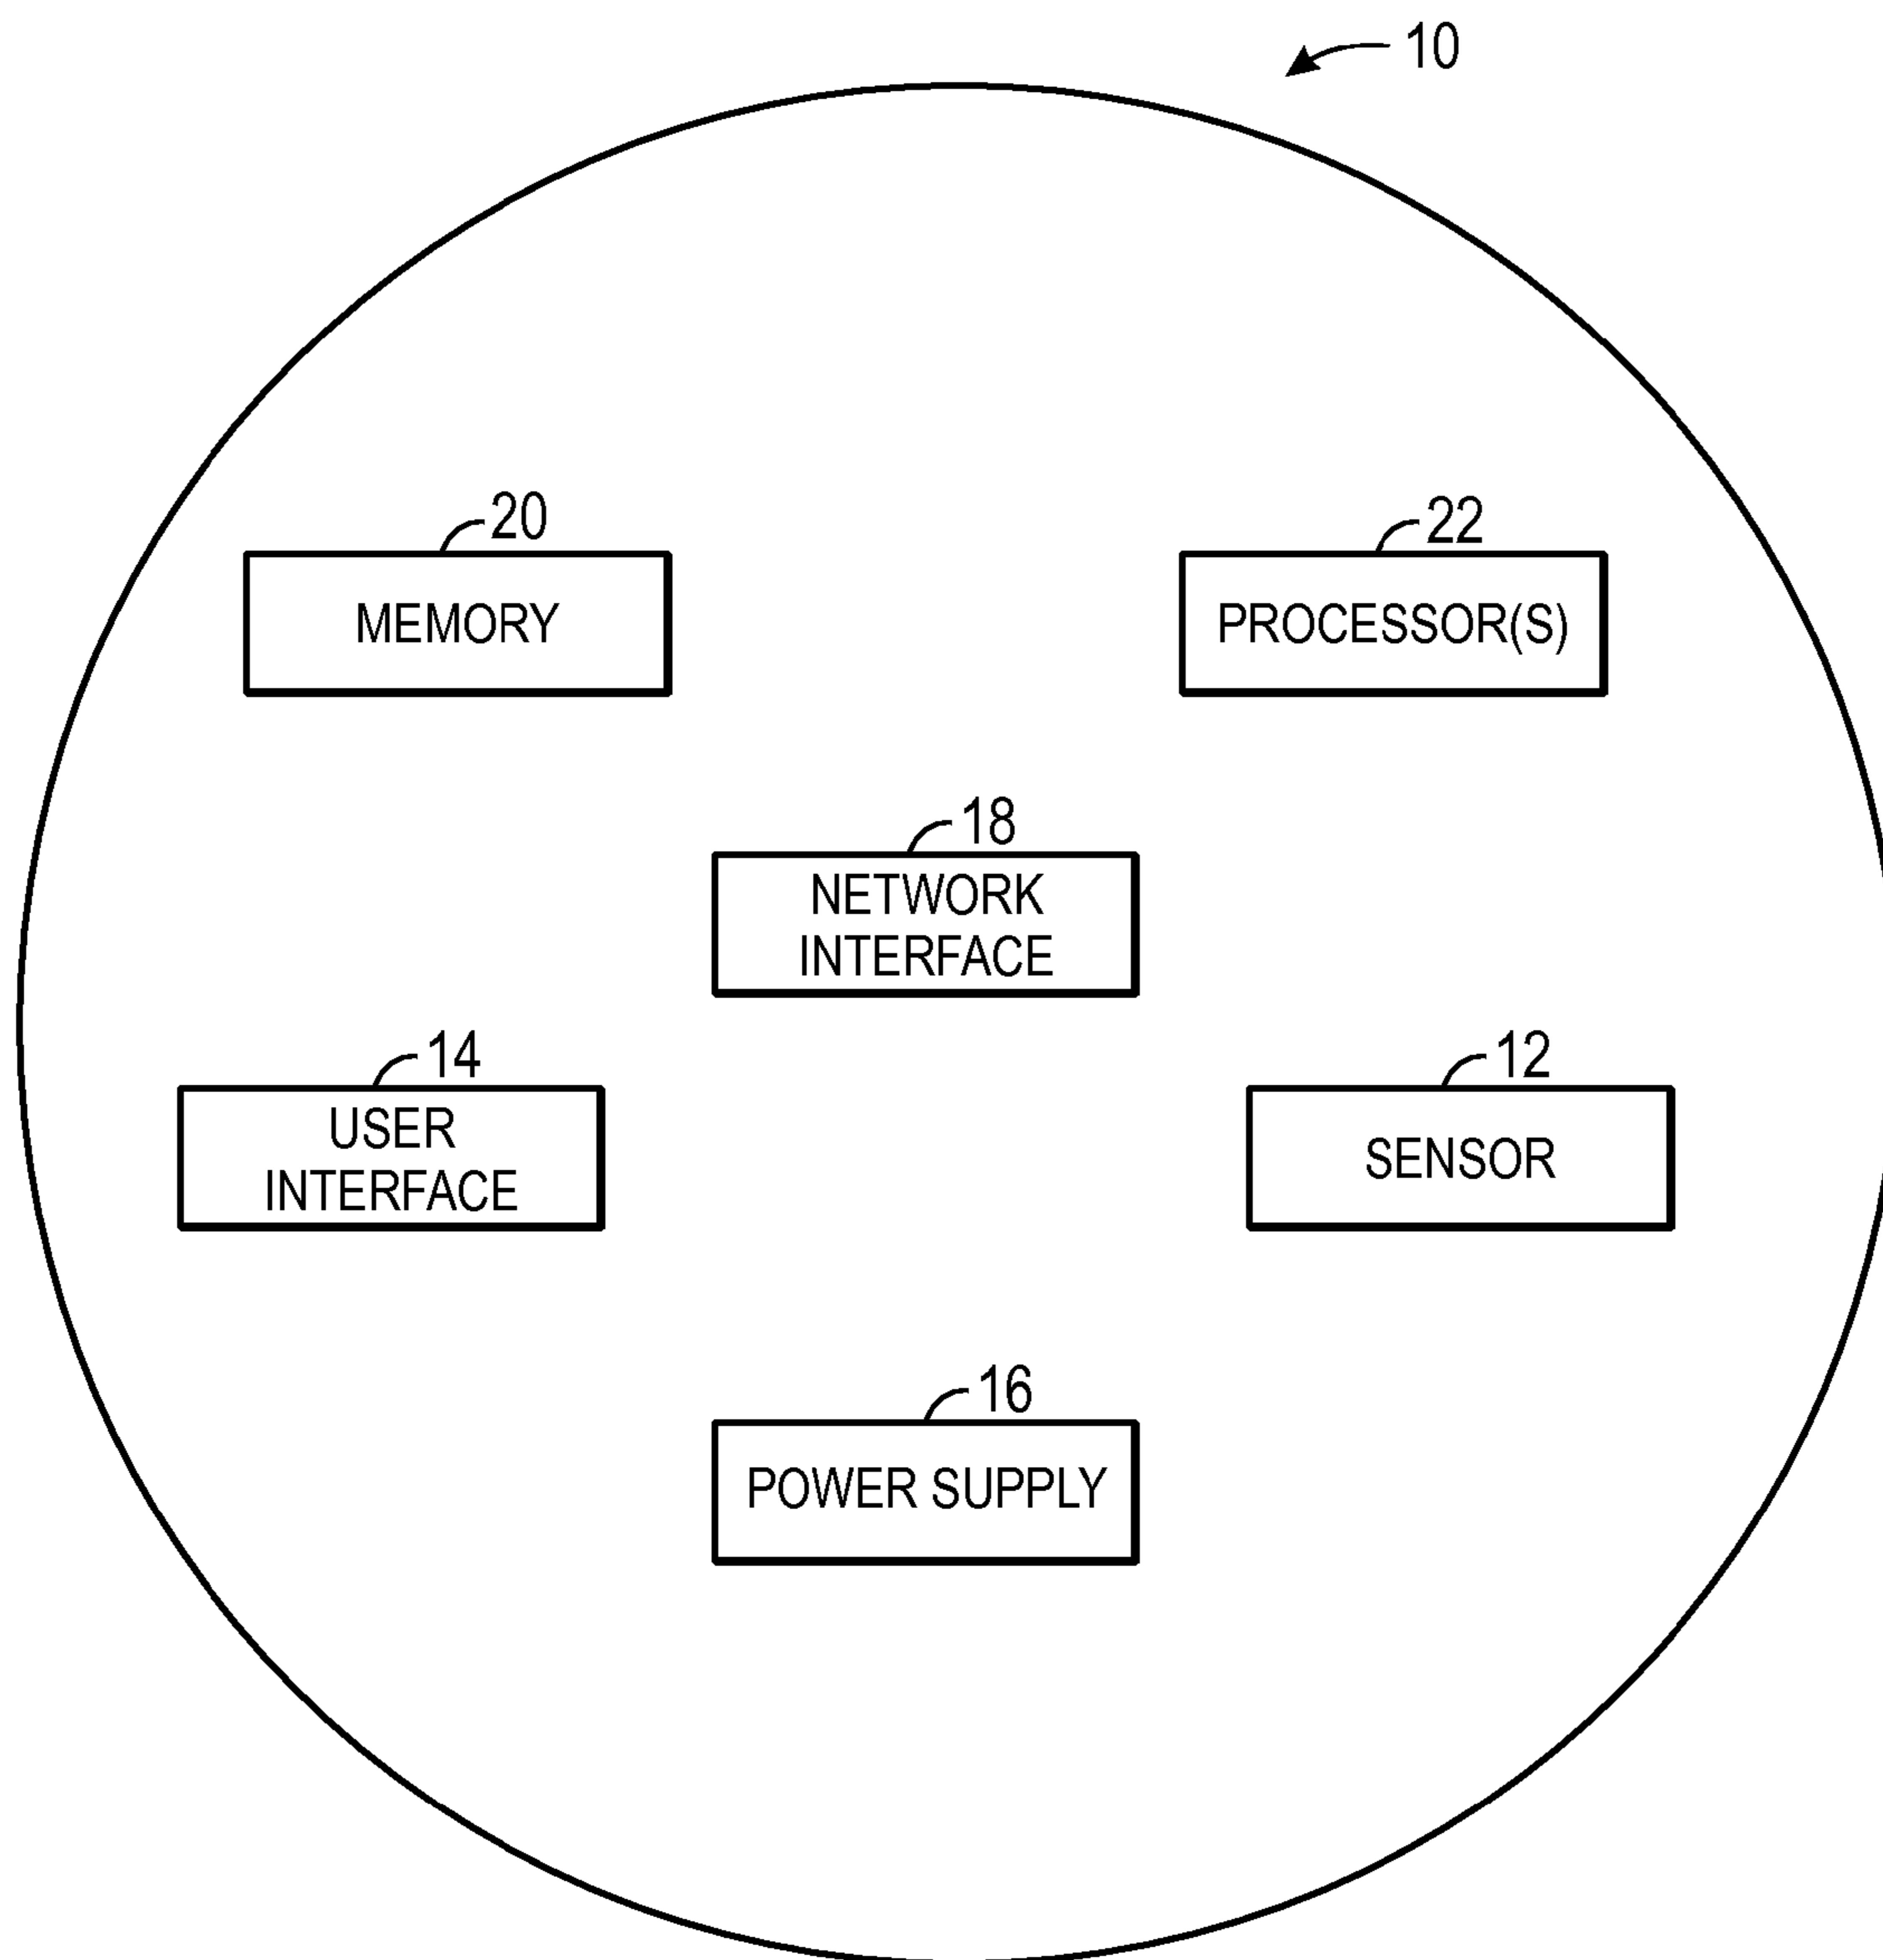 10
20
22
MEMORY
PROCESSOR(S)
18
NETWORK
INTERFACE
14
12
USER
INTERFACE
SENSOR
16
POWER SUPPLY